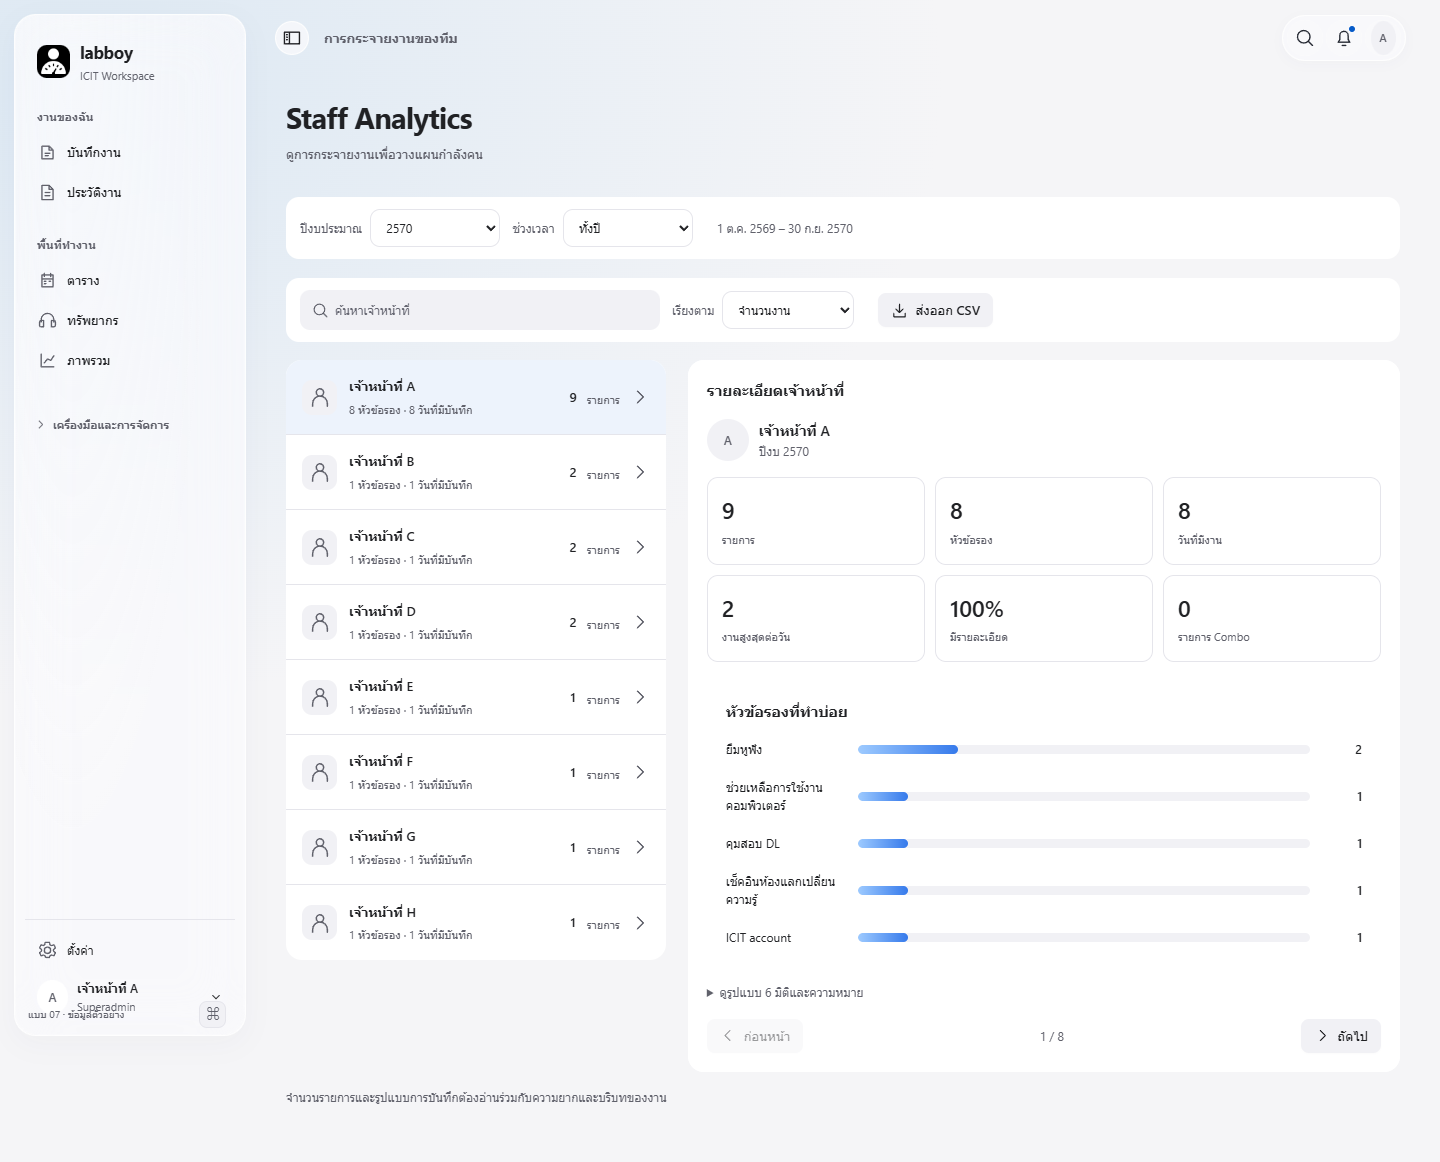 labboy
ICIT Workspace
งานของฉัน
บันทึกงาน
ประวัติงาน
พื้นที่ทำงาน
ตาราง
ทรัพยากร
ภาพรวม
เครื่องมือและการจัดการ
ตั้งค่า
A
เจ้าหน้าที่ A
Superadmin
แบบ 07 · ข้อมูลตัวอย่าง
⌘
การกระจายงานของทีม
A
Staff Analytics
ดูการกระจายงานเพื่อวางแผนกำลังคน
ปีงบประมาณ 2570 ช่วงเวลา ทั้งปี 1 ต.ค. 2569 – 30 ก.ย. 2570
ค้นหาเจ้าหน้าที่ เรียงตาม จำนวนงาน ส่งออก CSV
เจ้าหน้าที่ A
8 หัวข้อรอง · 8 วันที่มีบันทึก
9 รายการ
เจ้าหน้าที่ B
1 หัวข้อรอง · 1 วันที่มีบันทึก
2 รายการ
เจ้าหน้าที่ C
1 หัวข้อรอง · 1 วันที่มีบันทึก
2 รายการ
เจ้าหน้าที่ D
1 หัวข้อรอง · 1 วันที่มีบันทึก
2 รายการ
เจ้าหน้าที่ E
1 หัวข้อรอง · 1 วันที่มีบันทึก
1 รายการ
เจ้าหน้าที่ F
1 หัวข้อรอง · 1 วันที่มีบันทึก
1 รายการ
เจ้าหน้าที่ G
1 หัวข้อรอง · 1 วันที่มีบันทึก
1 รายการ
เจ้าหน้าที่ H
1 หัวข้อรอง · 1 วันที่มีบันทึก
1 รายการ
รายละเอียดเจ้าหน้าที่
A
เจ้าหน้าที่ A
ปีงบ 2570
9
รายการ
8
หัวข้อรอง
8
วันที่มีงาน
2
งานสูงสุดต่อวัน
100%
มีรายละเอียด
0
รายการ Combo
หัวข้อรองที่ทำบ่อย
ยืมหูฟัง 2
ช่วยเหลือการใช้งาน
คอมพิวเตอร์ 1
คุมสอบ DL 1
เช็คอินห้องแลกเปลี่ยน
ความรู้ 1
ICIT account 1
ดูรูปแบบ 6 มิติและความหมาย
ก่อนหน้า 1 / 8 ถัดไป
จำนวนรายการและรูปแบบการบันทึกต้องอ่านร่วมกับความยากและบริบทของงาน